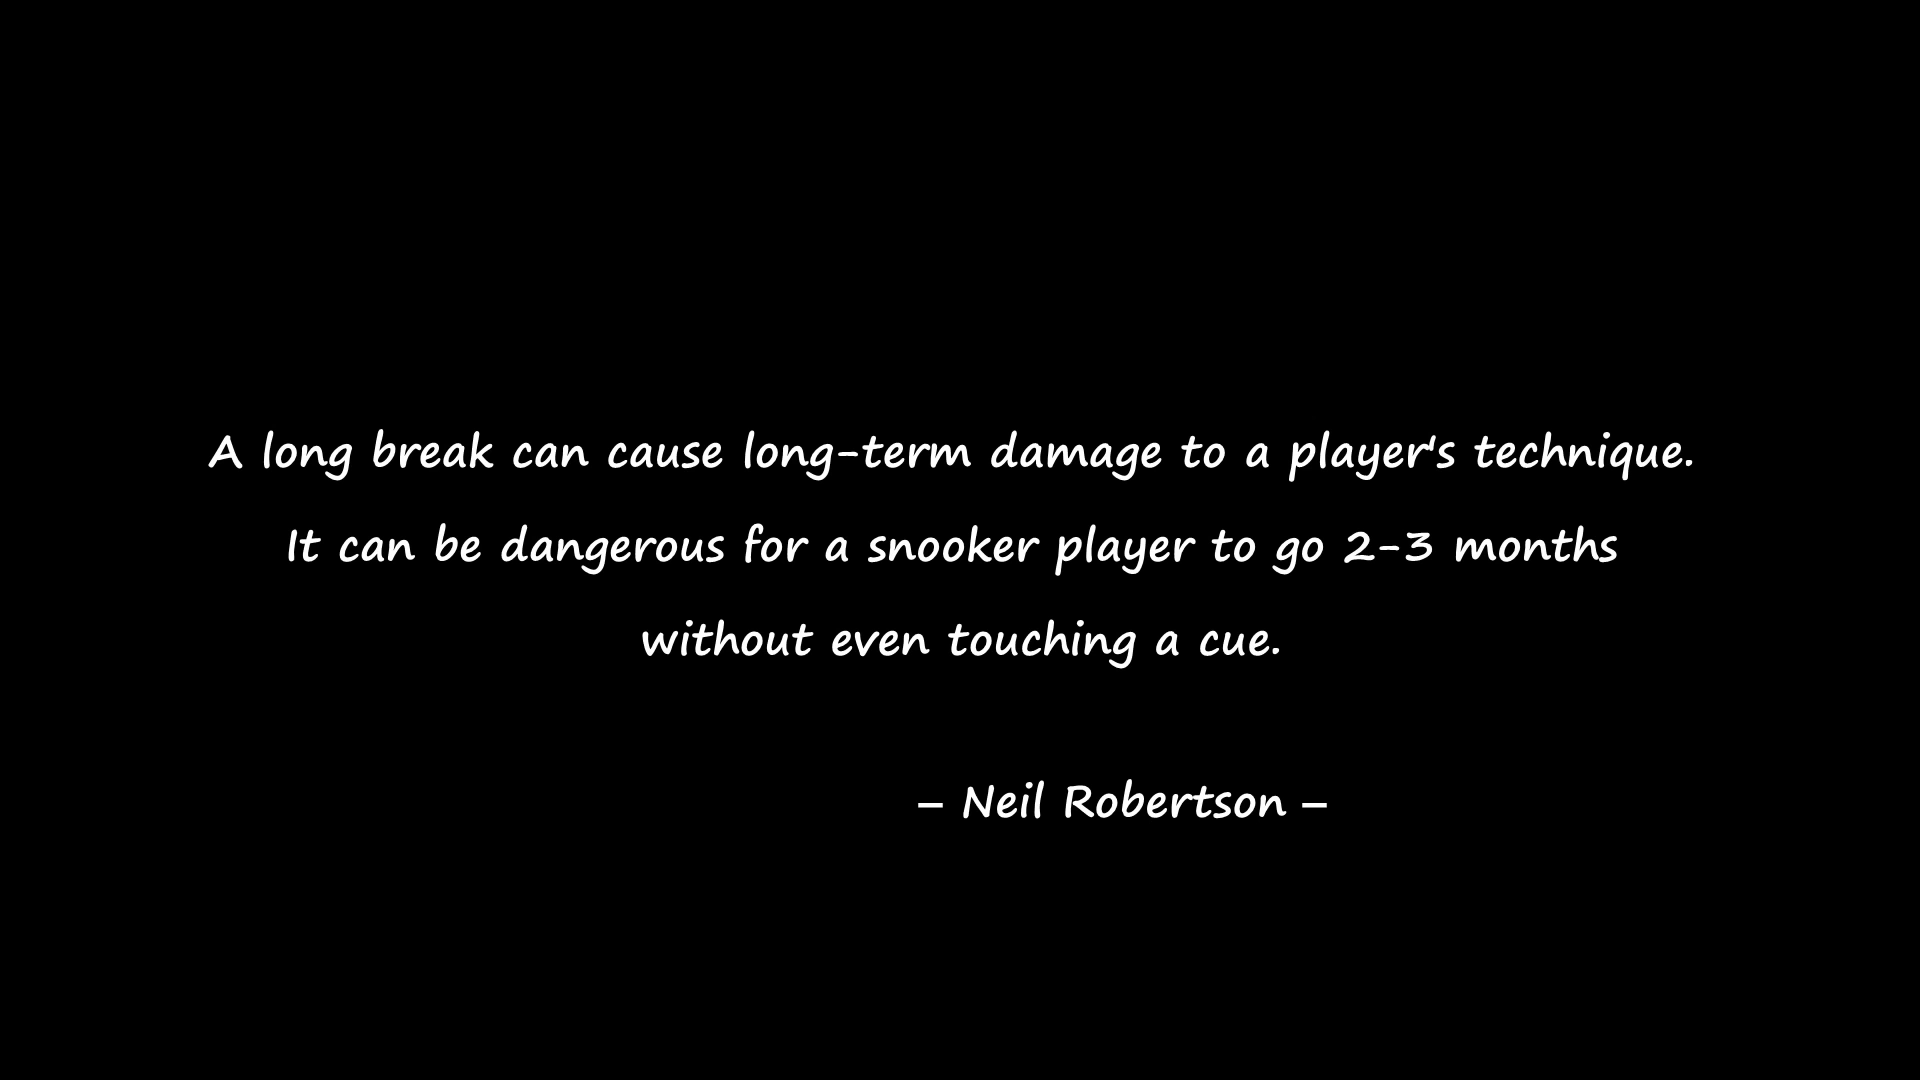 A long break can cause long-term damage to a player's technique.
It can be dangerous for a snooker player to go 2-3 months
without even touching a cue.
– Neil Robertson –